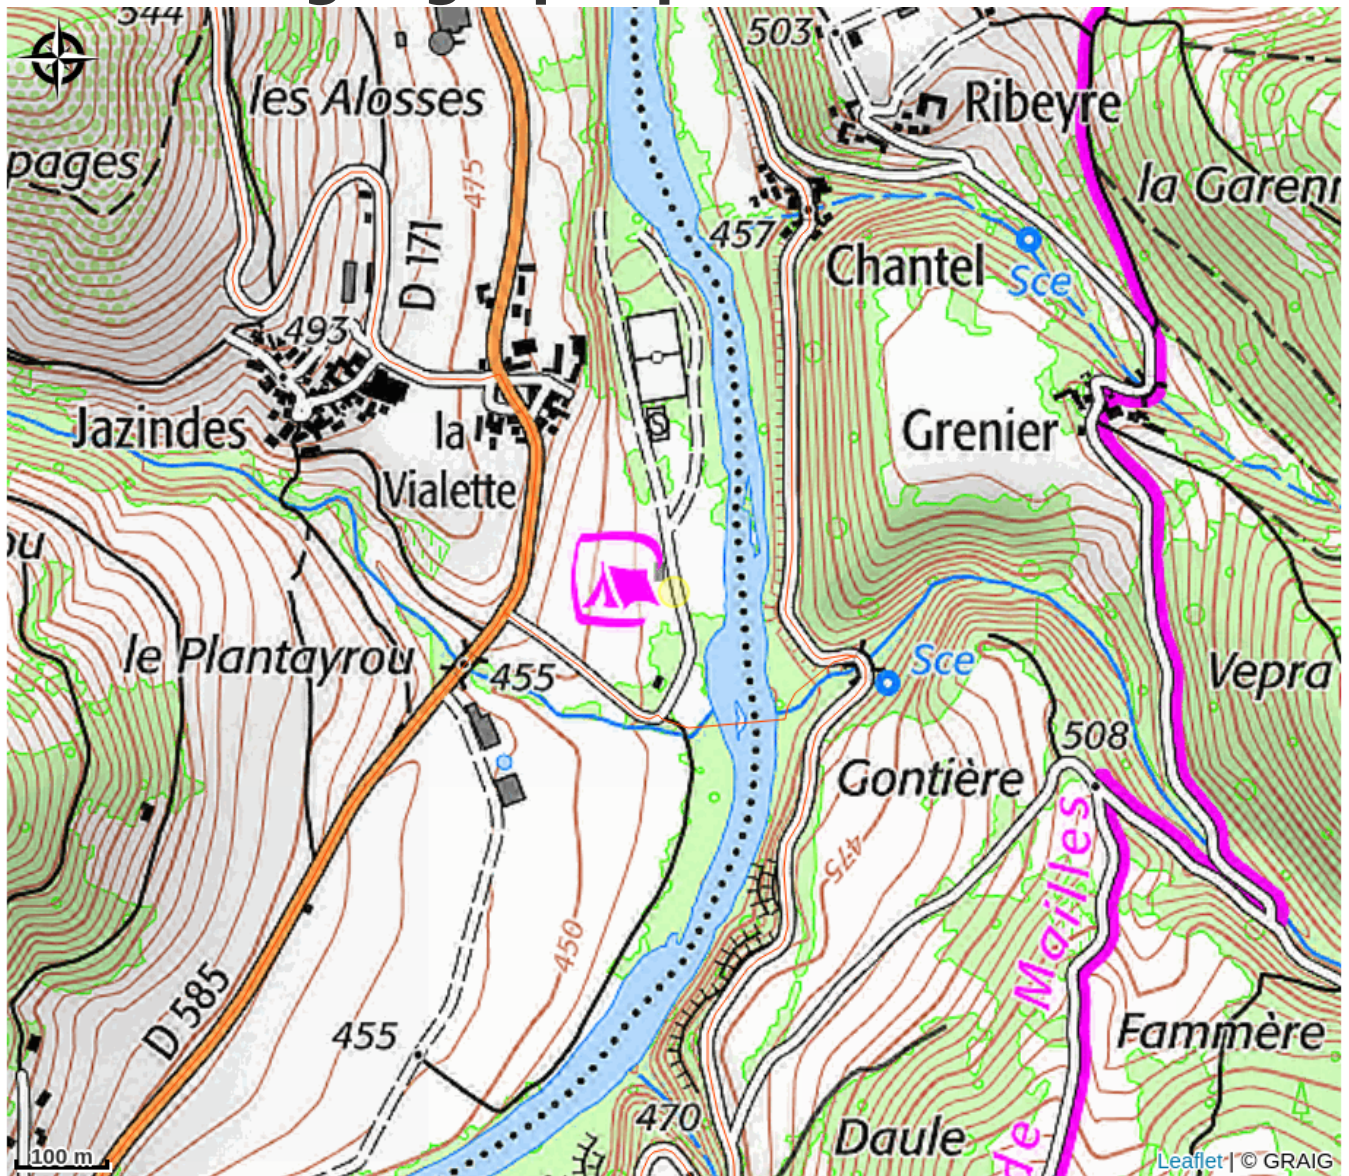 544
503
les Alosses
Ribeyre
pages
475
la Garenn
D 171
457
Chantel
Sce
493
Jazindes
la
Vialette
Grenier
S
ou
le Plantayrou
455
Sce
Vepra
508
Gontière
Mailles
475
450
D 585
455
Fammère
470
Daule
de
100 m
Leaflet | © GRAIG